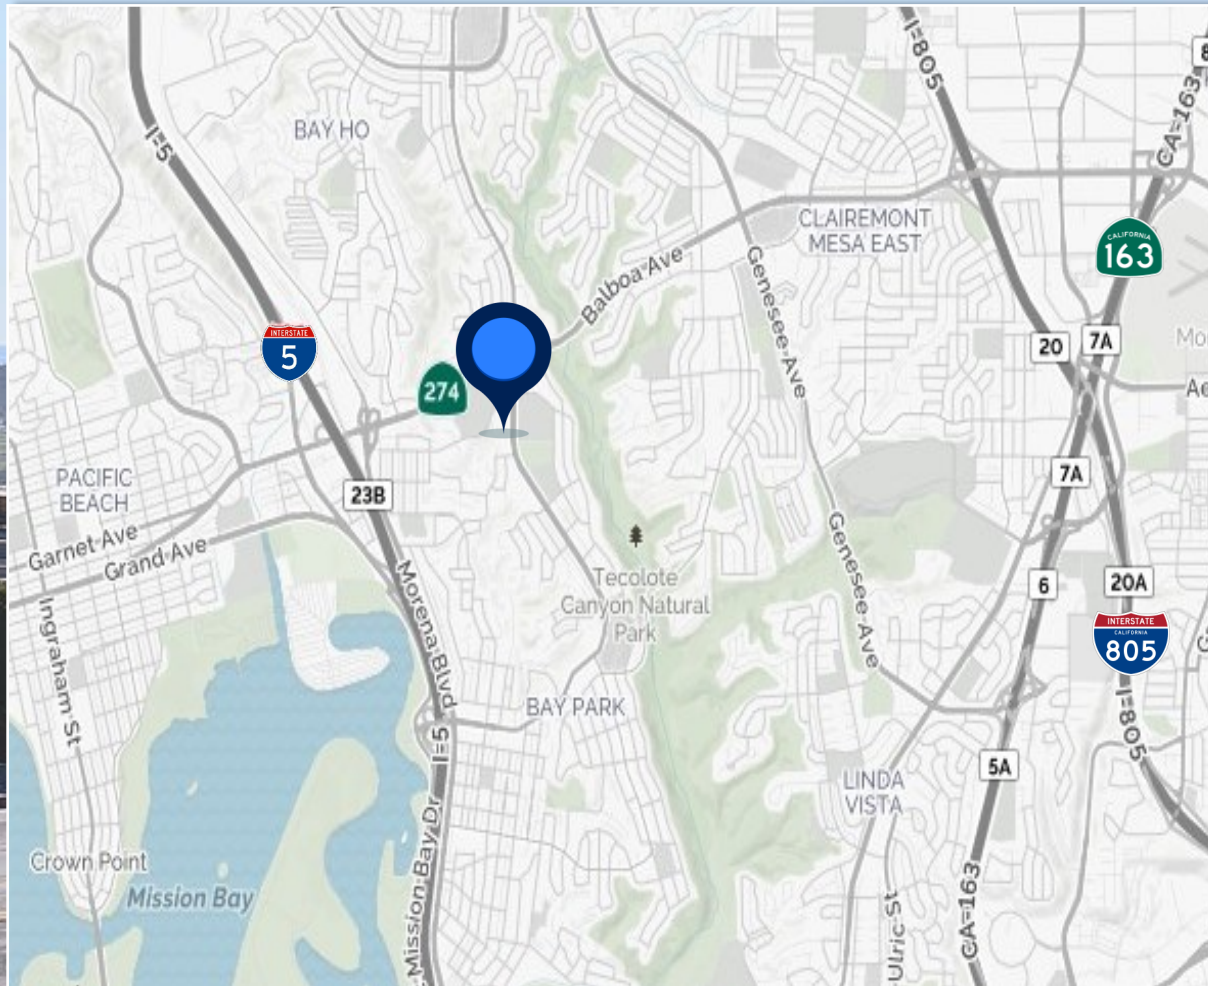 I-805
8
CA-163
I-5
BAY HO
CLAIREMONT
MESA EAST
CALIFORNIA
163
Balboa Ave
Genesee Ave
INTERSTATE
5
20
7A
274
PACIFIC
BEACH
23B
7A
Garnet Ave
Grand Ave
Genesee Ave
Morena Blvd
Tecolote
Canyon Natural
Park
6
20A
INTERSTATE
CALIFORNIA
805
Ingraham St
BAY PARK
I-5
I-805
5A
LINDA
VISTA
Crown Point
Mission Bay
Mission Bay Dr
Ulric St
CA-163